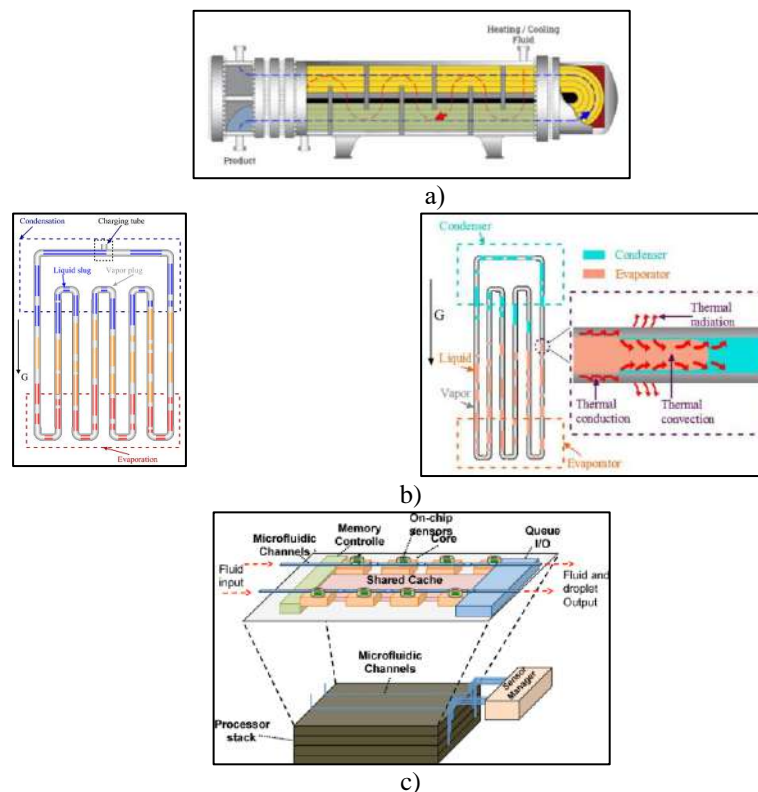 Heating / Cooling
Fluid
Product
a)
Condensation
Charging tube
Liquid slug
Vapor plug
G
Evaporation
Condenser
Condenser
Evaporator
G
Thermal
radiation
Liquid
Vapor
Thermal
conduction
Thermal
convection
Evaporator
b)
On-chip
sensors
Memory
Controlle
Microfluidic
Channels
Core
Queue
I/O
Fluid
input
Shared Cache
Fluid and
droplet
Output
Microfluidic
Channels
Sensor
Manager
Processor
stack
c)